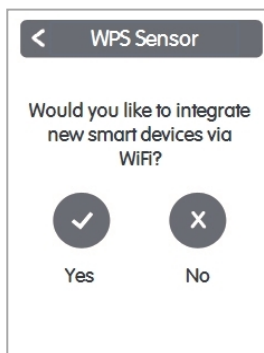 WPS Sensor
Would you like to integrate
new smart devices via
WiFi?
Yes No